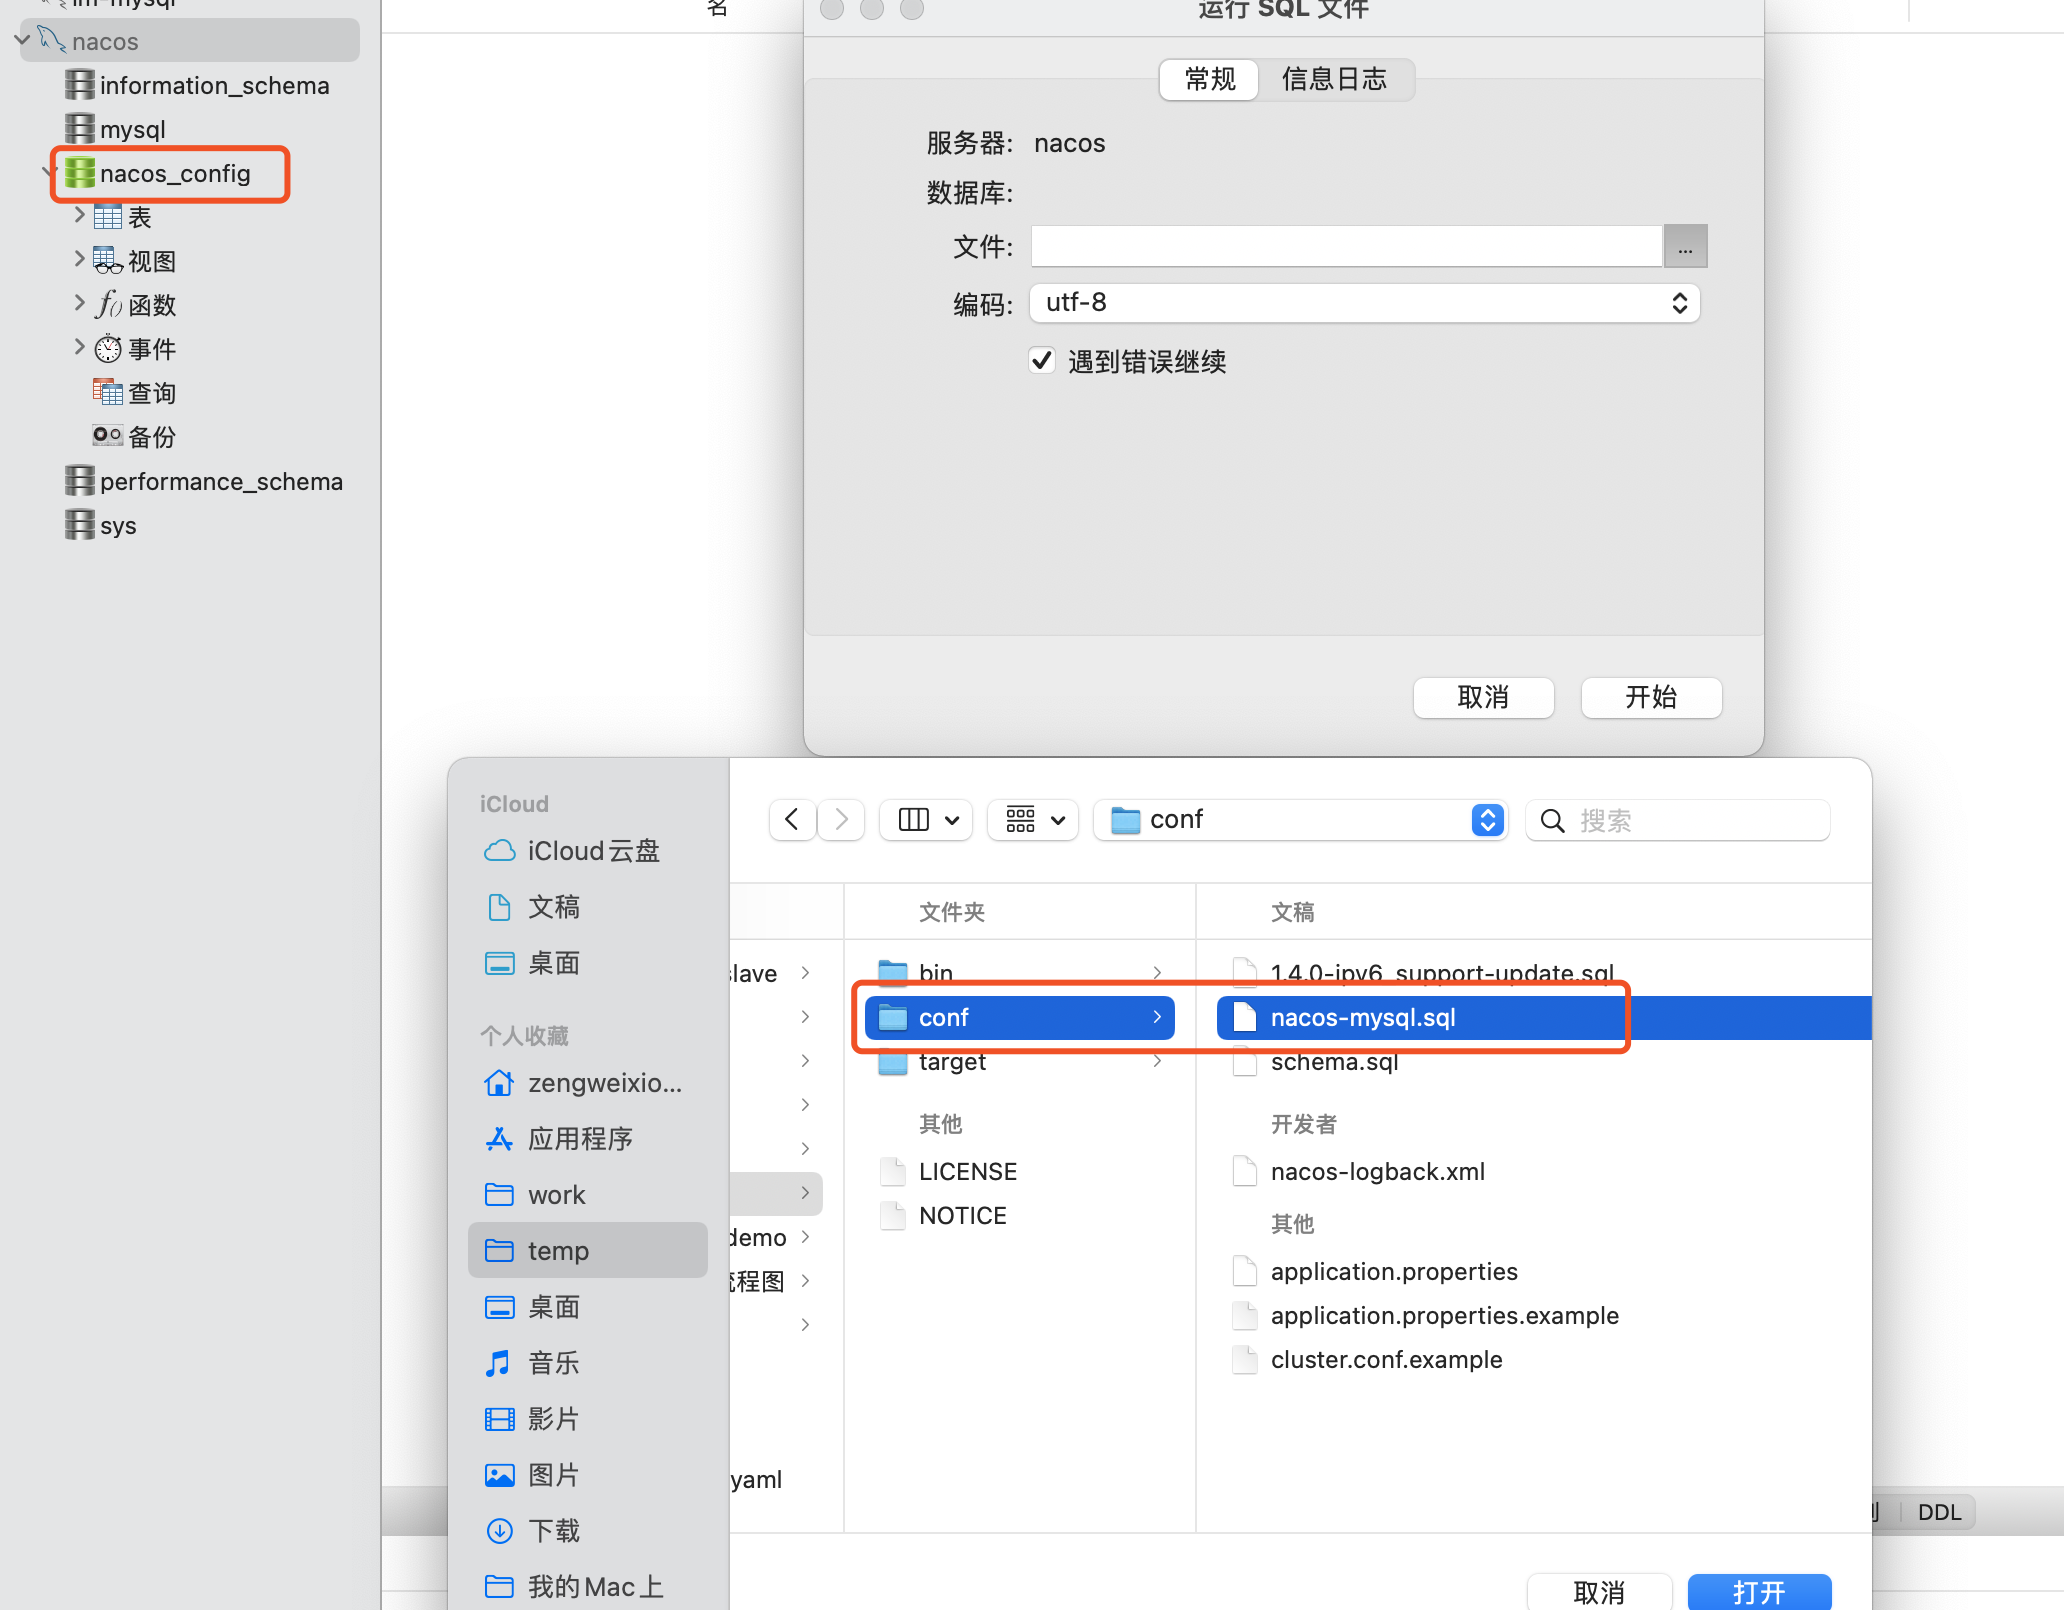 im-mysql
nacos
information_schema
mysql
nacos_config
表
视图
函数
事件
查询
备份
performance_schema
sys
名
运行 SQL 文件
常规
信息日志
服务器: nacos
数据库:
文件:
...
编码: utf-8
遇到错误继续
取消
开始
iCloud
iCloud云盘
文稿
桌面
个人收藏
zengweixio...
应用程序
work
temp
桌面
音乐
影片
图片
下载
我的Mac上
conf
搜索
slave
demo
流程图
yaml
文件夹
bin
conf
target
其他
LICENSE
NOTICE
文稿
1.4.0-ipv6_support-update.sql
nacos-mysql.sql
schema.sql
开发者
nacos-logback.xml
其他
application.properties
application.properties.example
cluster.conf.example
DDL
取消
打开